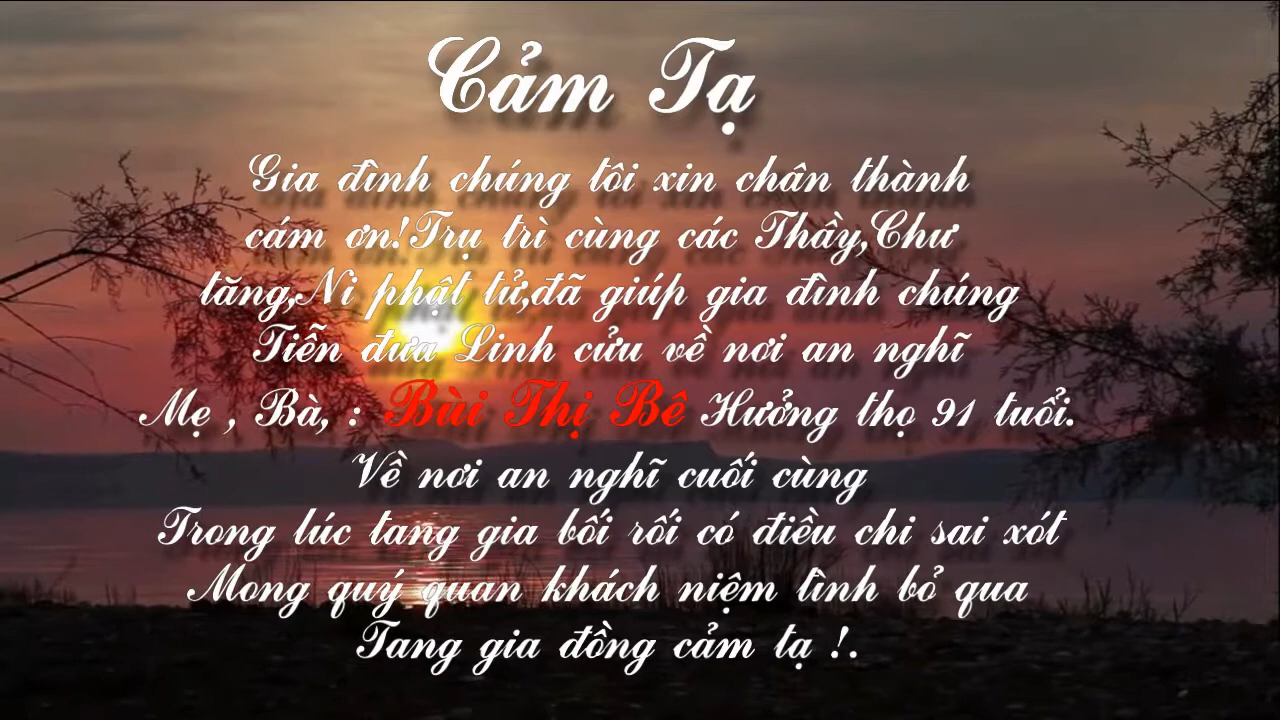 Cảm Tạ
Gia đình chúng tôi xin chân thành
cám ơn!Trụ trì cùng các Thầy,Chư
tăng,Ni phật tử,đã giúp gia đình chúng
Tiễn đưa Linh cửu về nơi an nghĩ
Mẹ , Bà, : Bùi Thị Bê Hưởng thọ 91 tuổi.
Về nơi an nghĩ cuối cùng
Trong lúc tang gia bối rối có điều chi sai xót
Mong quý quan khách niệm tình bỏ qua
Tang gia đồng cảm tạ !.